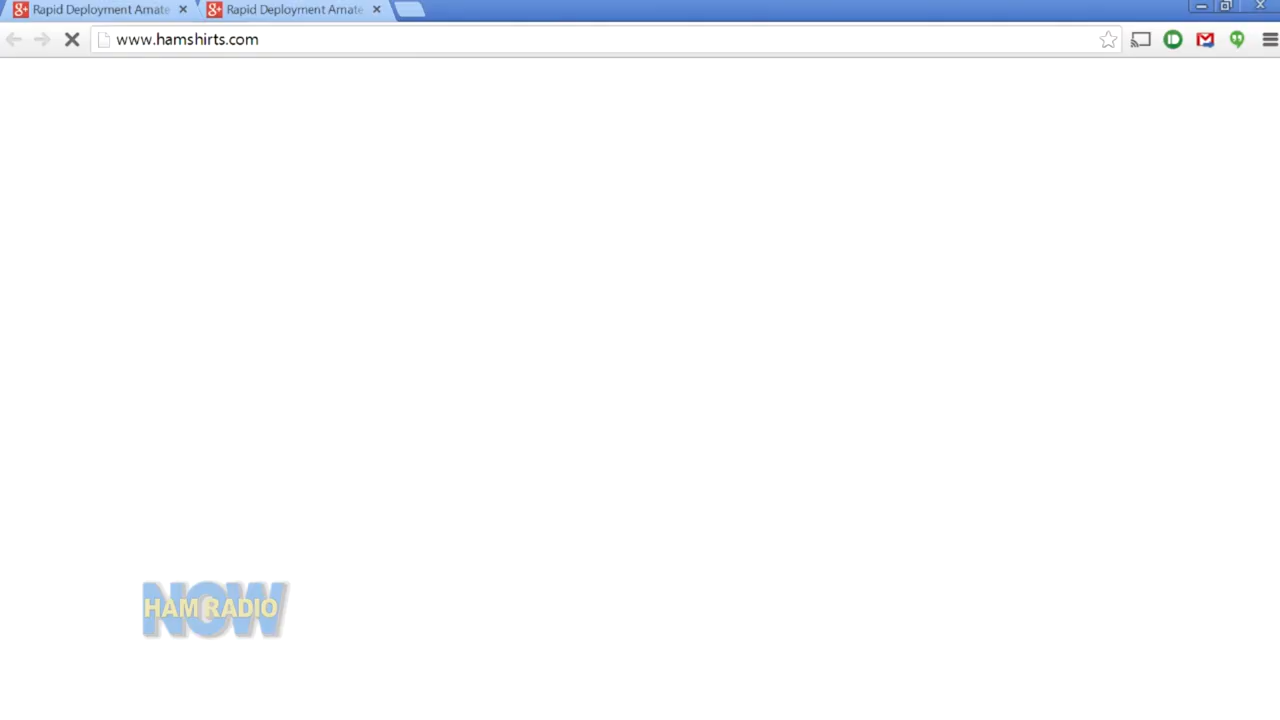 Rapid Deployment Amate
Rapid Deployment Amate
www.hamshirts.com
HAM RADIO
NOW